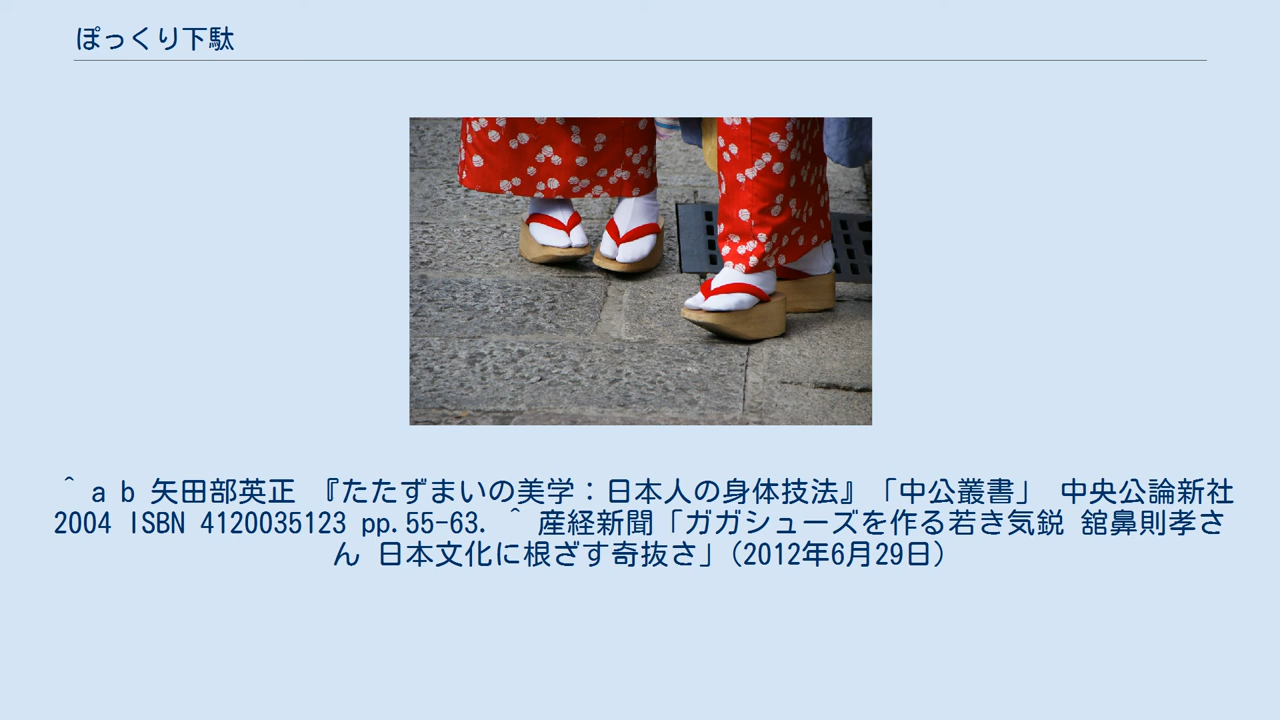 ぽっくり下駄
^ a b 矢田部英正 『たたずまいの美学：日本人の身体技法』「中公叢書」 中央公論新社
2004 ISBN 4120035123 pp.55-63. ^ 産経新聞「ガガシューズを作る若き気鋭 舘鼻則孝さ
ん 日本文化に根ざす奇抜さ」（2012年6月29日）